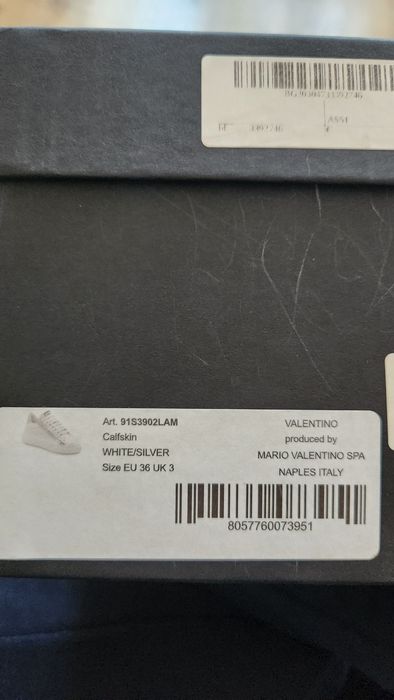 A551
Art. 91S3902LAM
Calfskin
WHITE/SILVER
Size EU 36 UK 3
VALENTINO
produced by
MARIO VALENTINO SPA
NAPLES ITALY
8057760073951